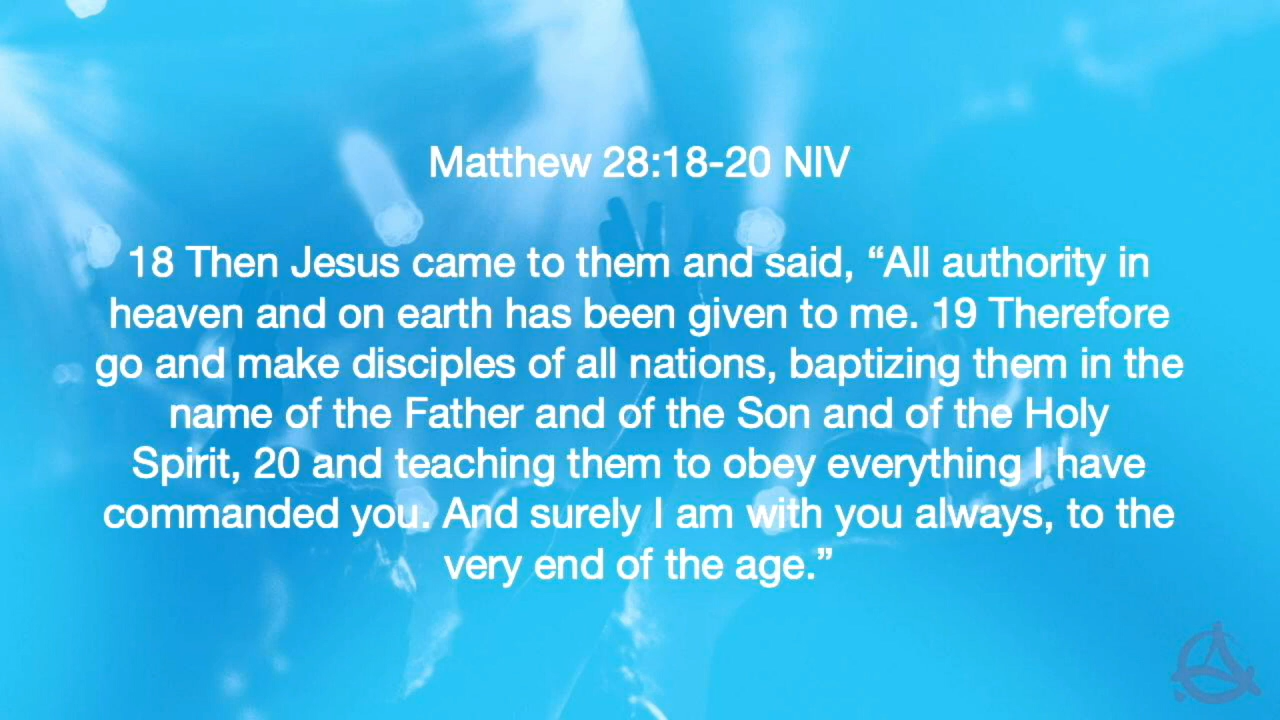 Matthew 28:18-20 NIV
18 Then Jesus came to them and said, “All authority in
heaven and on earth has been given to me. 19 Therefore
go and make disciples of all nations, baptizing them in the
name of the Father and of the Son and of the Holy
Spirit, 20 and teaching them to obey everything I have
commanded you. And surely I am with you always, to the
very end of the age.”